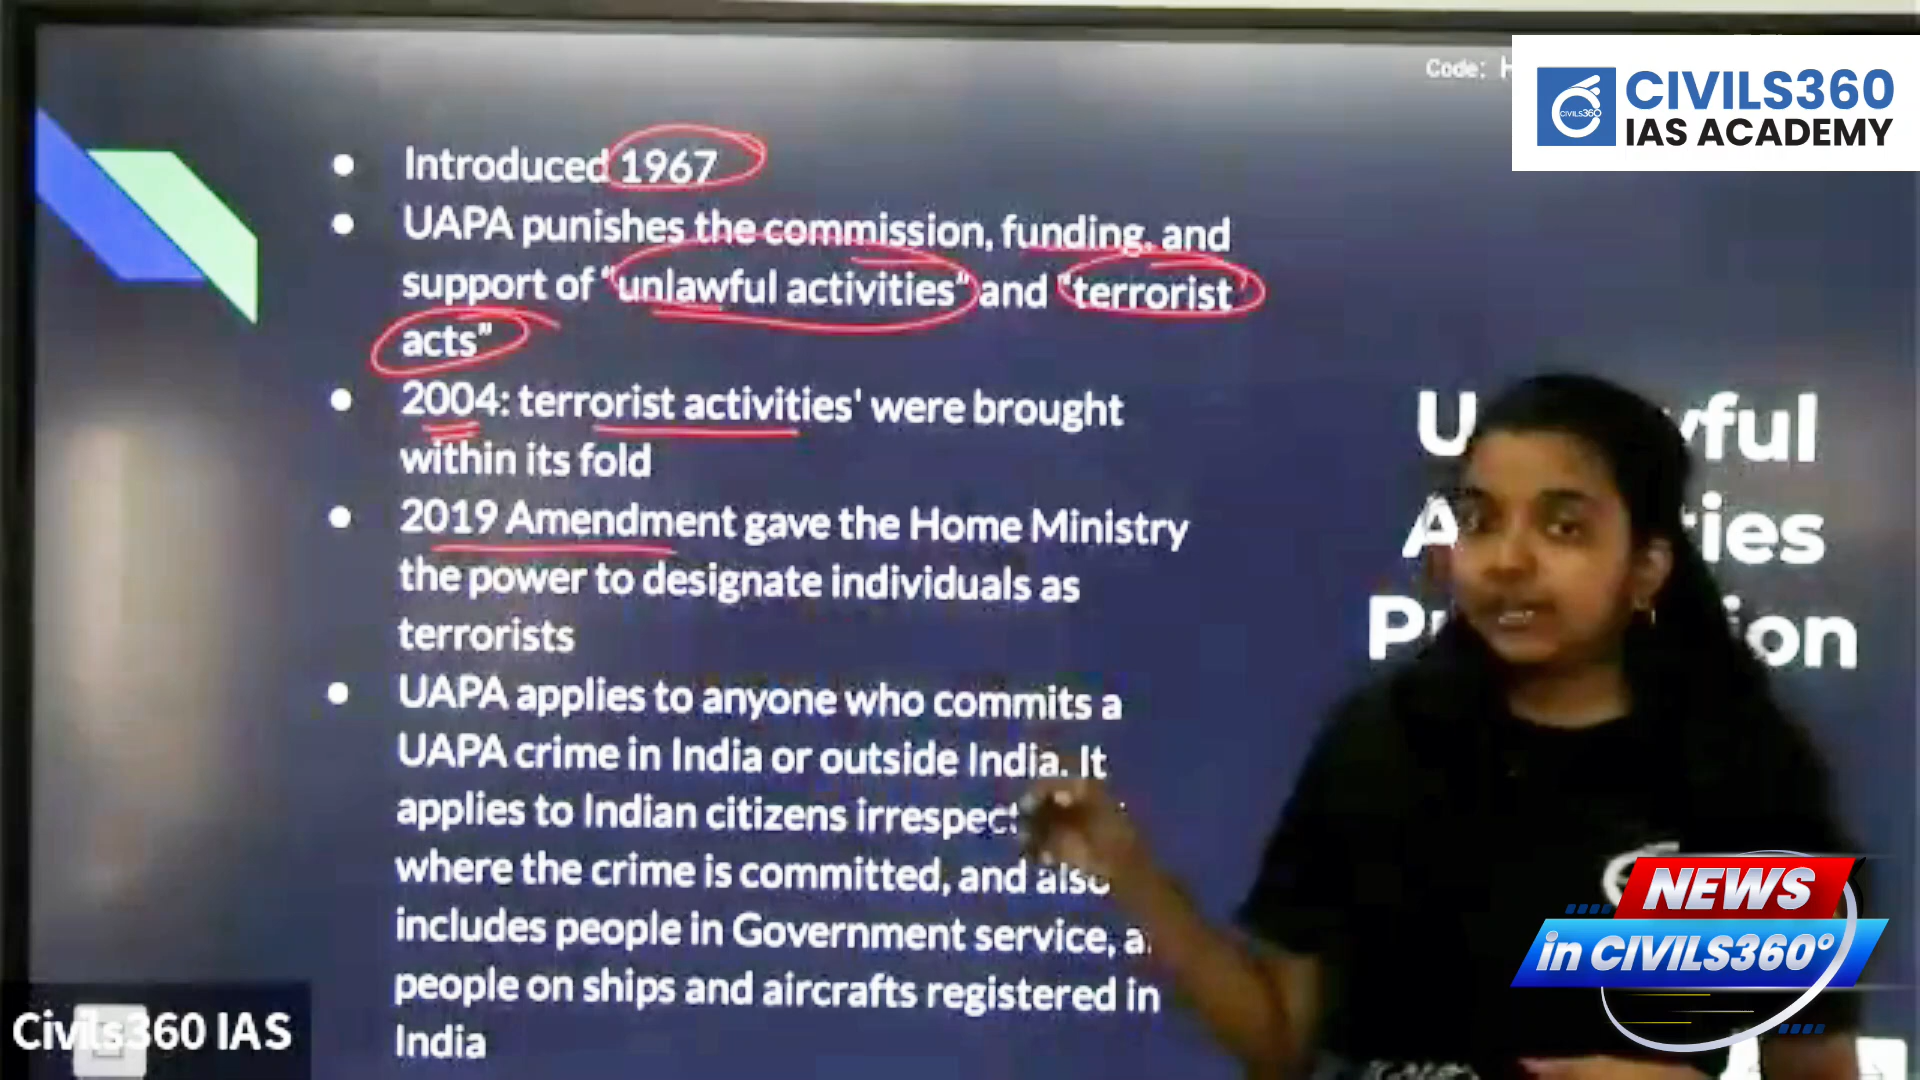 Code: H
CIVILS360
IAS ACADEMY
CIVILS360
Introduced 1967
UAPA punishes the commission, funding, and
support of "unlawful activities" and "terrorist
acts"
2004: terrorist activities' were brought
within its fold
2019 Amendment gave the Home Ministry
the power to designate individuals as
terrorists
UAPA applies to anyone who commits a
UAPA crime in India or outside India. It
applies to Indian citizens irrespect
where the crime is committed, and also
includes people in Government service, a
people on ships and aircrafts registered in
India
NEWS
in CIVILS360°
Civils360 IAS